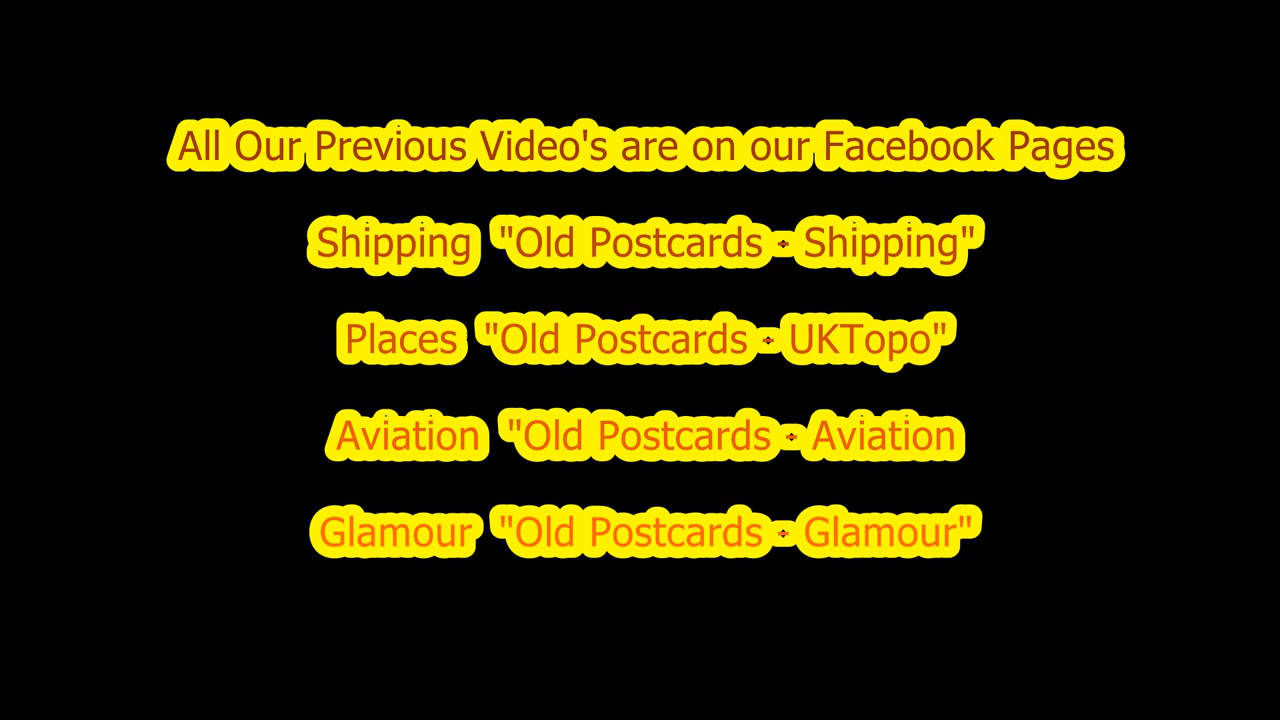 All Our Previous Video's are on our Facebook Pages
Shipping "Old Postcards - Shipping"
Places "Old Postcards - UKTopo"
Aviation "Old Postcards - Aviation
Glamour "Old Postcards - Glamour"